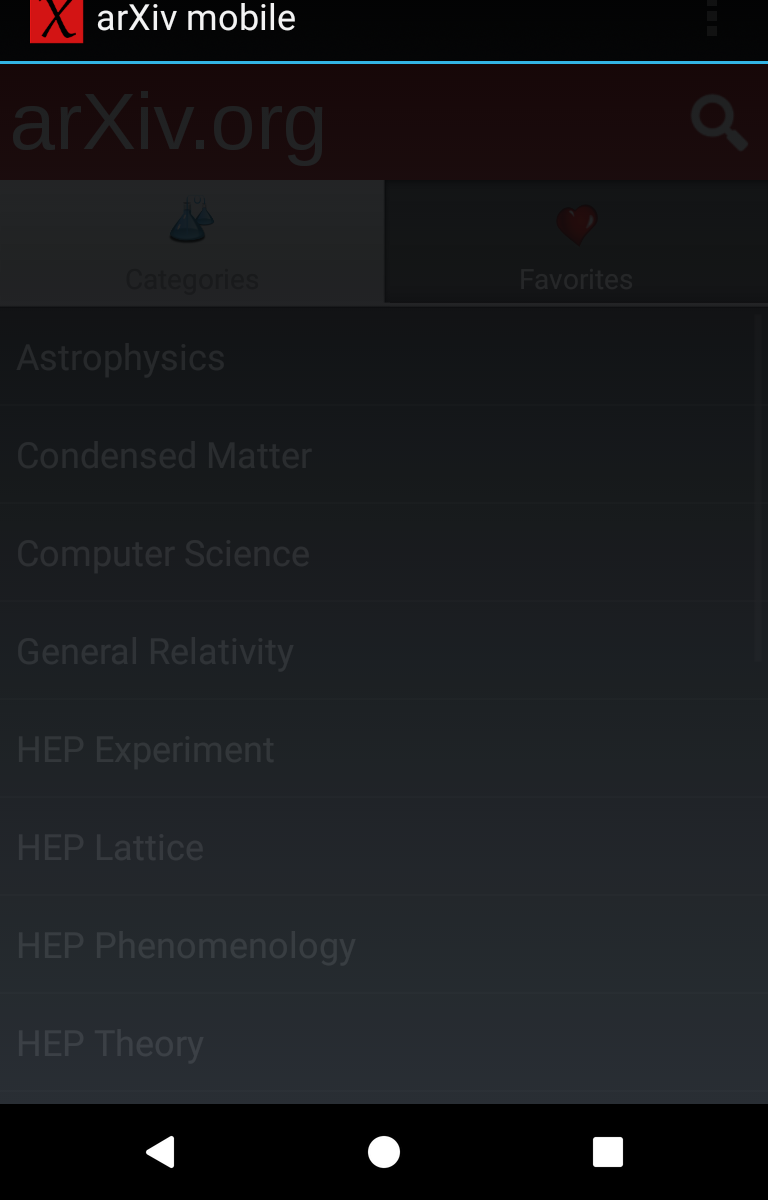 arXiv mobile
arXiv.org
Categories
Favorites
Astrophysics
Condensed Matter
Computer Science
General Relativity
HEP Experiment
HEP Lattice
HEP Phenomenology
HEP Theory